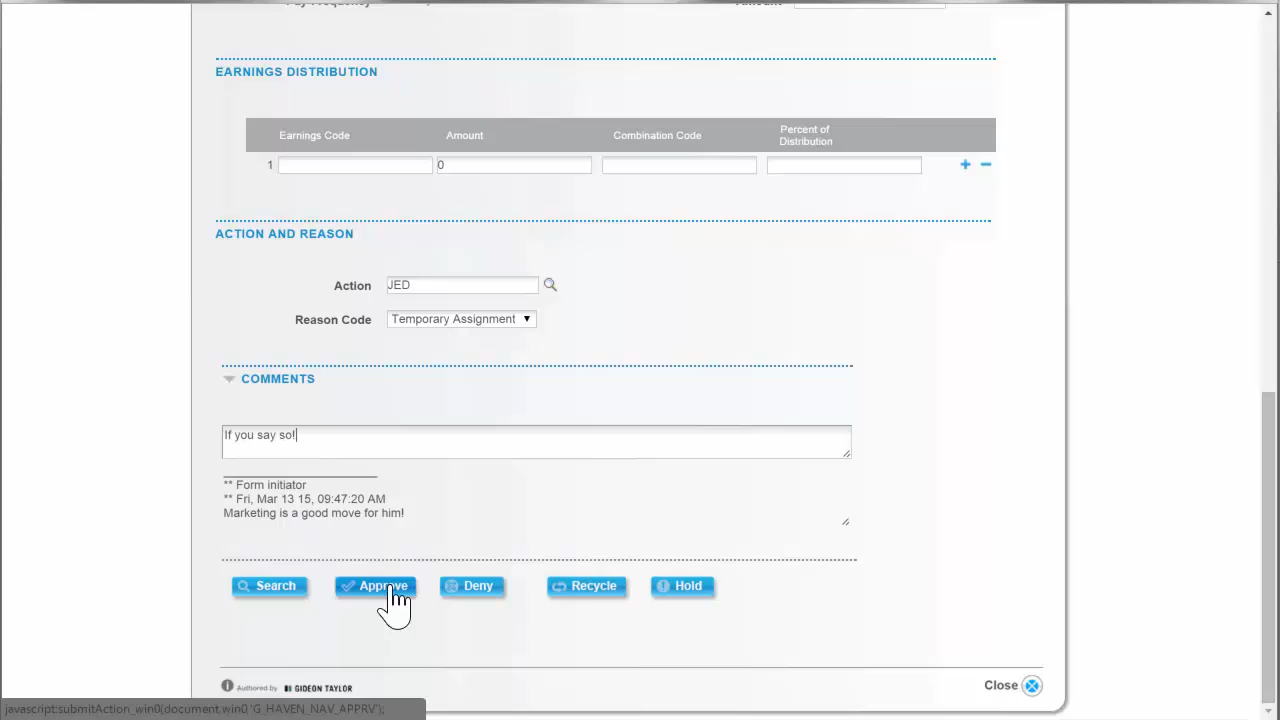 EARNINGS DISTRIBUTION
Earnings Code Amount Combination Code Percent of Distribution
1 0
ACTION AND REASON
Action JED
Reason Code Temporary Assignment
COMMENTS
If you say so!
** Form initiator
** Fri, Mar 13 15, 09:47:20 AM
Marketing is a good move for him!
Search Approve Deny Recycle Hold
Authored by GIDEON TAYLOR Close
javascript:submitAction_win0(document.win0,'G_HAVEN_NAV_APPRV');